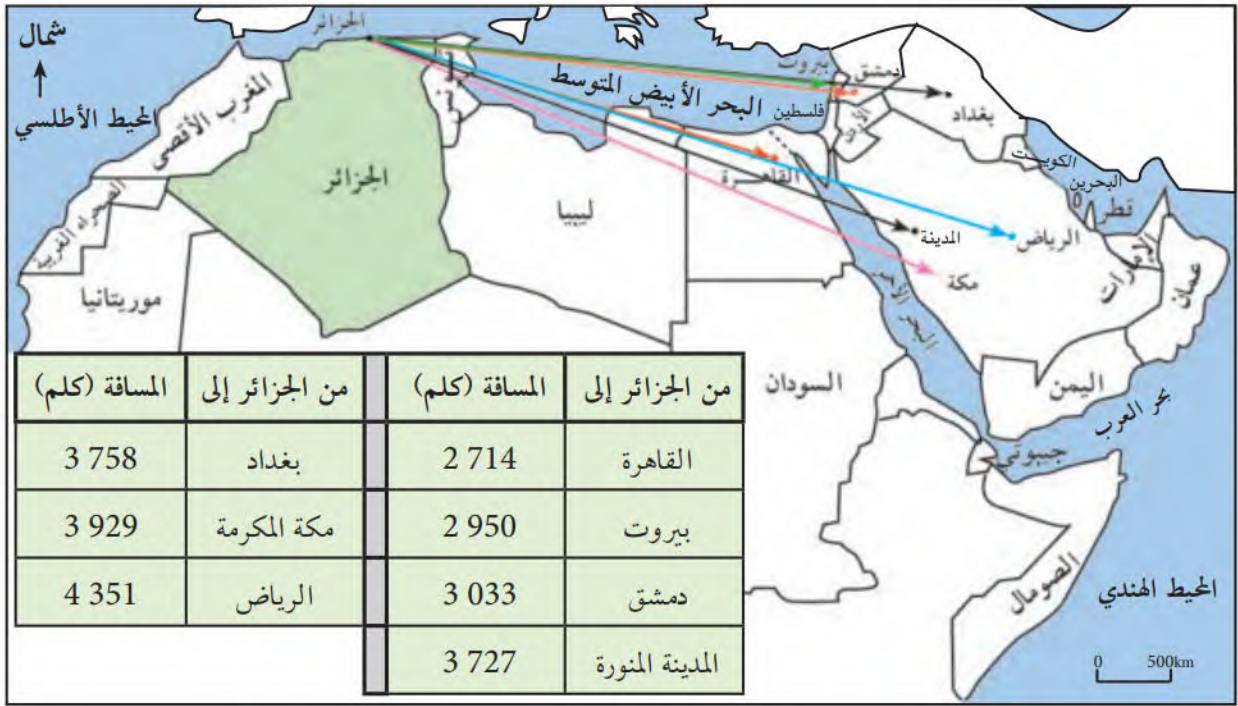 شمال
الجزائر
المحيط الأطلسي
المغرب الأقصى
تونس
البحر الأبيض المتوسط
بيروت
دمشق
فلسطين
الأردن
بغداد
الكويت
البحرين
قطر
الصحراء الغربية
الجزائر
ليبيا
القاهرة
المدينة
الرياض
الإمارات
عمان
موريتانيا
مكة
البحر الأحمر
السودان
اليمن
بحر العرب
جيبوتي
الصومال
المحيط الهندي
0 500km
من الجزائر إلى المسافة (كلم) من الجزائر إلى المسافة (كلم)
القاهرة 2 714 بغداد 3 758
بيروت 2 950 مكة المكرمة 3 929
دمشق 3 033 الرياض 4 351
المدينة المنورة 3 727